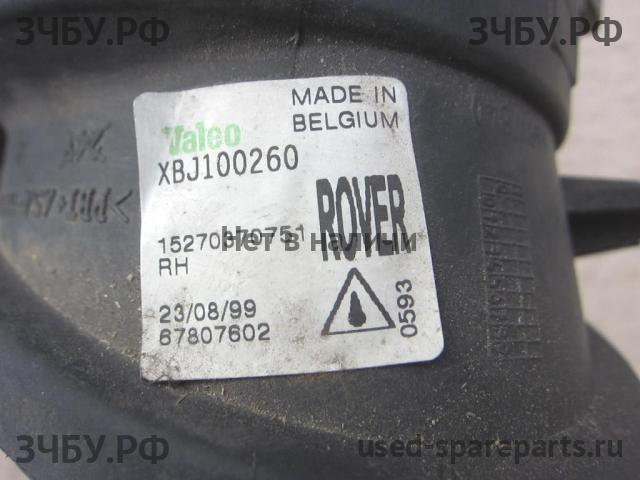 ЗЧБУ.РФ
ЗЧБУ.РФ
MADE IN
BELGIUM
Valeo
XBJ100260
ROVER
Нет в наличи
RH
23/08/99
67807602
0593
ЗЧБУ.РФ
used-spareparts.ru